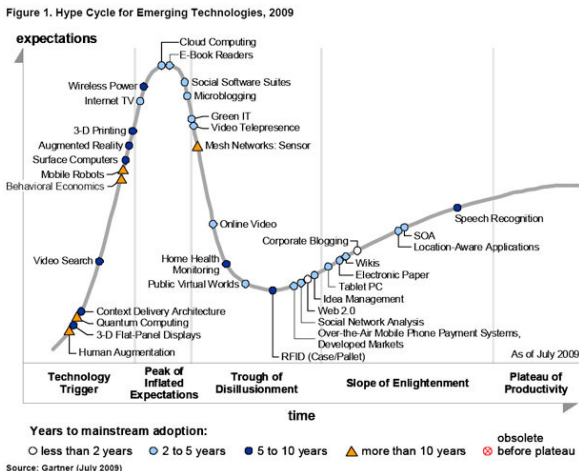 Figure 1. Hype Cycle for Emerging Technologies, 2009
expectations
Cloud Computing
E-Book Readers
Wireless Power
Social Software Suites
Internet TV
Microblogging
Green IT
3-D Printing
Video Telepresence
Augmented Reality
Mesh Networks: Sensor
Surface Computers
Mobile Robots
Behavioral Economics
Speech Recognition
Online Video
SOA
Corporate Blogging
Location-Aware Applications
Video Search
Home Health
Monitoring
Wikis
Electronic Paper
Public Virtual Worlds
Tablet PC
Idea Management
Context Delivery Architecture
Web 2.0
Quantum Computing
Social Network Analysis
3-D Flat-Panel Displays
Over-the-Air Mobile Phone Payment Systems,
Developed Markets
Human Augmentation
RFID (Case/Pallet)
As of July 2009
Technology
Trigger
Peak of
Inflated
Expectations
Trough of
Disillusionment
Slope of Enlightenment
Plateau of
Productivity
time
Years to mainstream adoption:
less than 2 years
2 to 5 years
5 to 10 years
more than 10 years
obsolete
before plateau
Source: Gartner (July 2009)